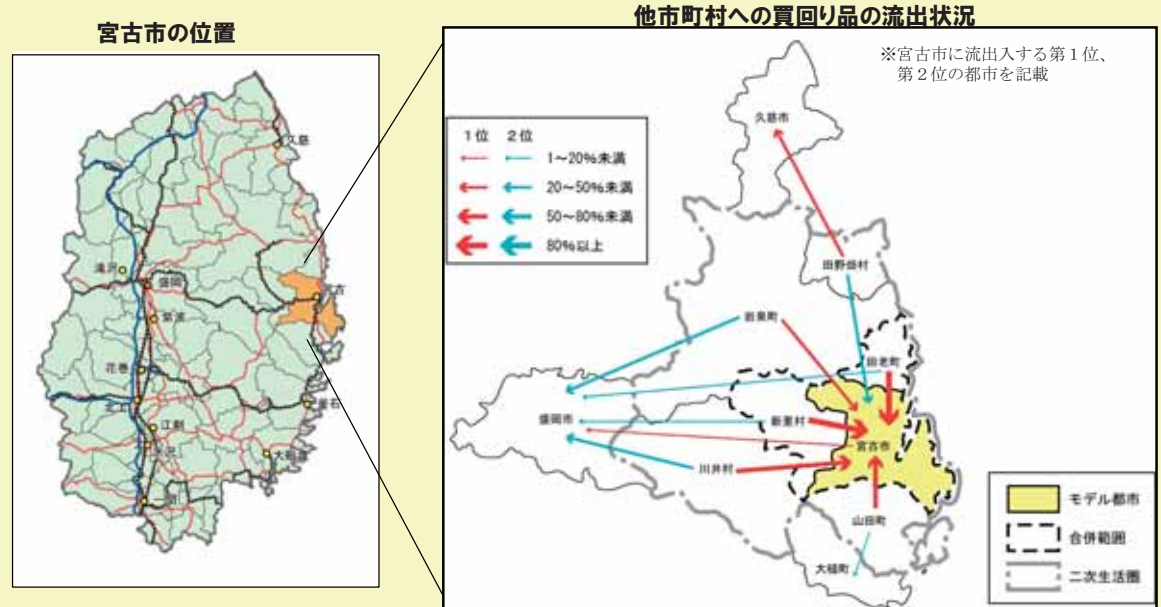 宮古市の位置
久慈
滝沢
盛岡
宮古
紫波
花巻
北上
釜石
江刺
水沢
大船渡
一関
他市町村への買回り品の流出状況
※宮古市に流出入する第1位、
第2位の都市を記載
1位 2位
1~20%未満
20~50%未満
50~80%未満
80%以上
久慈市
田野畑村
岩泉町
田老町
盛岡市
新里村
宮古市
川井村
山田町
大槌町
モデル都市
合併範囲
二次生活圏